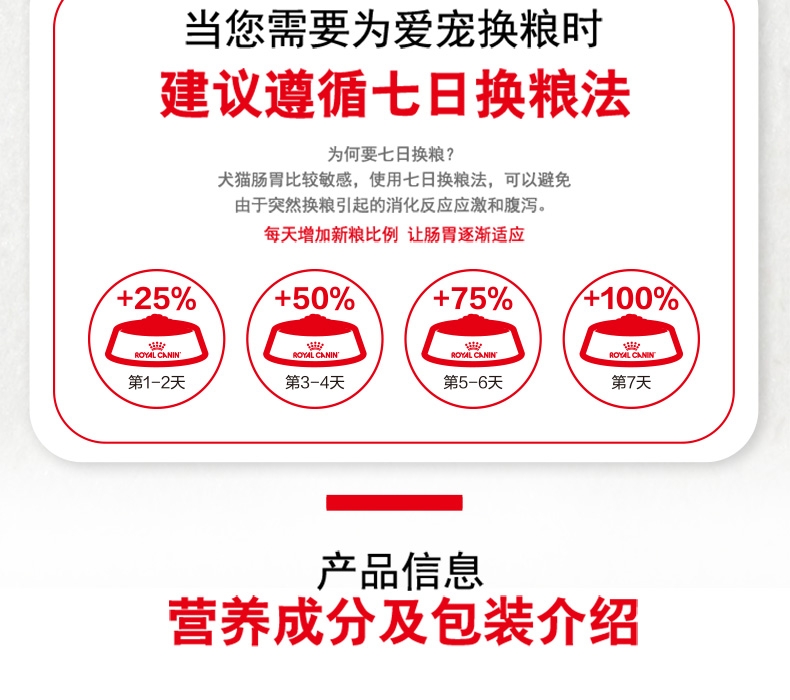 当您需要为爱宠换粮时
建议遵循七日换粮法
为何要七日换粮?
犬猫肠胃比较敏感，使用七日换粮法，可以避免
由于突然换粮引起的消化反应应激和腹泻。
每天增加新粮比例 让肠胃逐渐适应
+25%
ROYAL CANIN
第1-2天
+50%
ROYAL CANIN
第3-4天
+75%
ROYAL CANIN
第5-6天
+100%
ROYAL CANIN
第7天
产品信息
营养成分及包装介绍